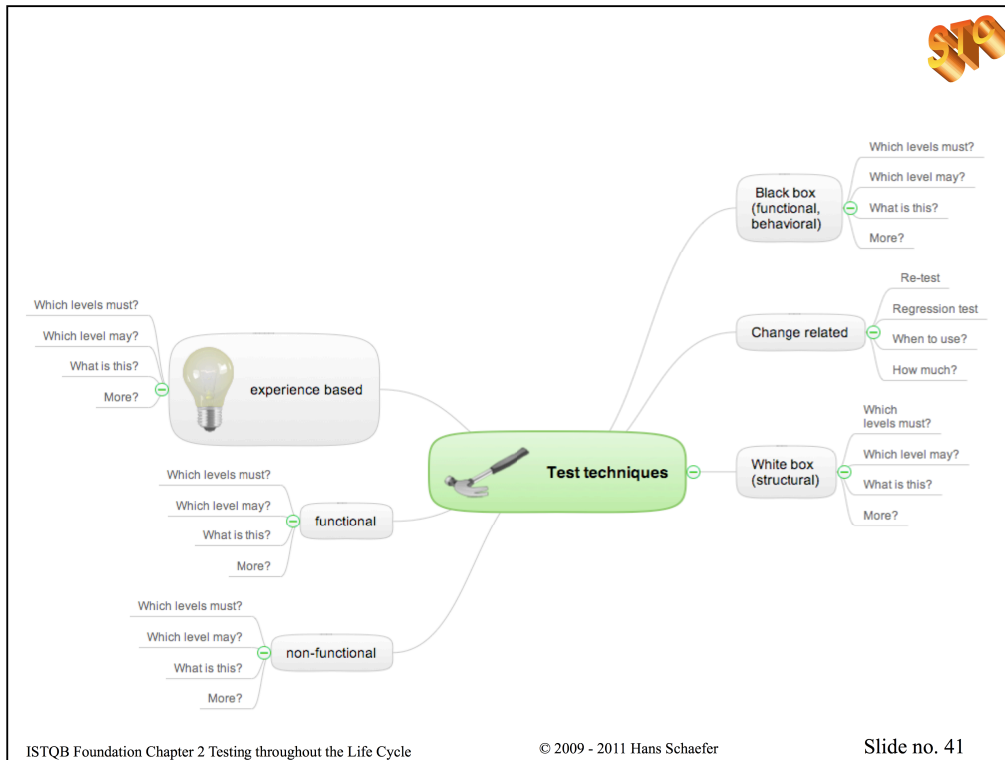 STC
Which levels must?
Which level may?
What is this?
More?
Black box
(functional,
behavioral)
Re-test
Regression test
When to use?
How much?
Change related
Which
levels must?
Which level may?
What is this?
More?
White box
(structural)
Test techniques
Which levels must?
Which level may?
What is this?
More?
experience based
Which levels must?
Which level may?
What is this?
More?
functional
Which levels must?
Which level may?
What is this?
More?
non-functional
ISTQB Foundation Chapter 2 Testing throughout the Life Cycle
© 2009 - 2011 Hans Schaefer
Slide no. 41